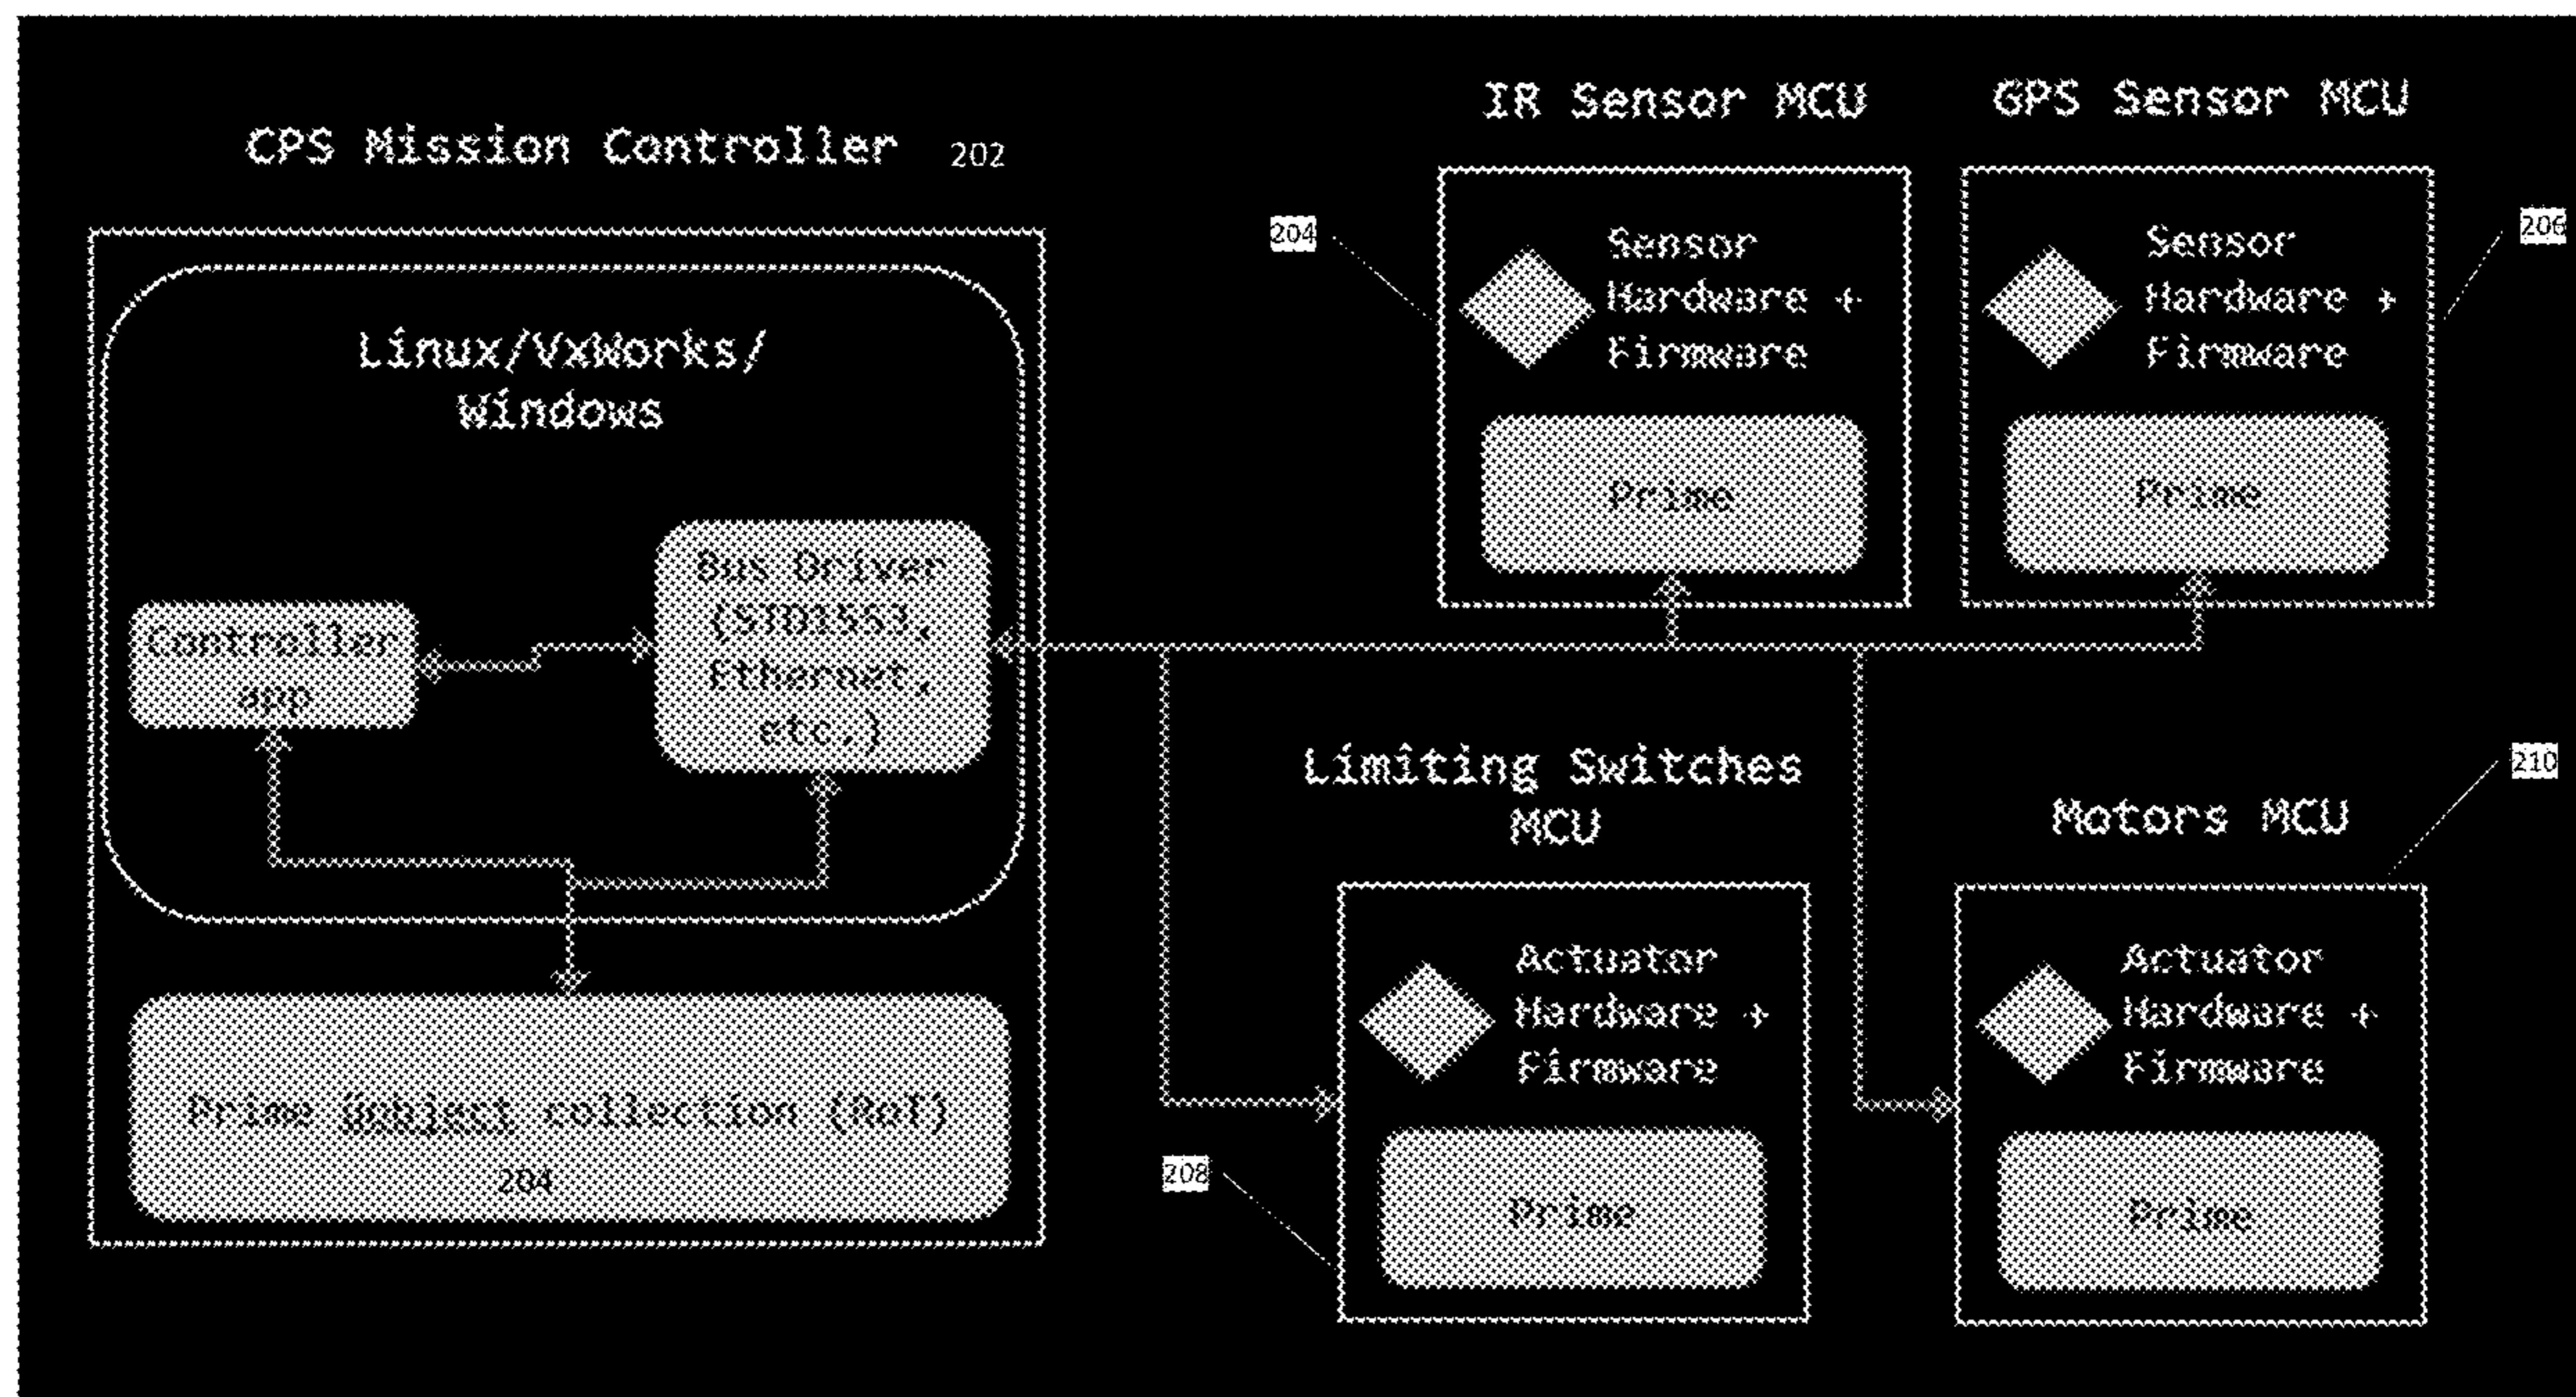 CPS Mission Controller 202
Linux/VxWorks/
Windows
Controller
app
Bus Driver
(STD1553,
Ethernet,
etc.)
Prime Uobject collection
204
IR Sensor MCU
204
Sensor
Hardware +
Firmware
Prime
GPS Sensor MCU
206
Sensor
Hardware +
Firmware
Prime
Limiting Switches
MCU
208
Actuator
Hardware +
Firmware
Prime
Motors MCU
210
Actuator
Hardware +
Firmware
Prime